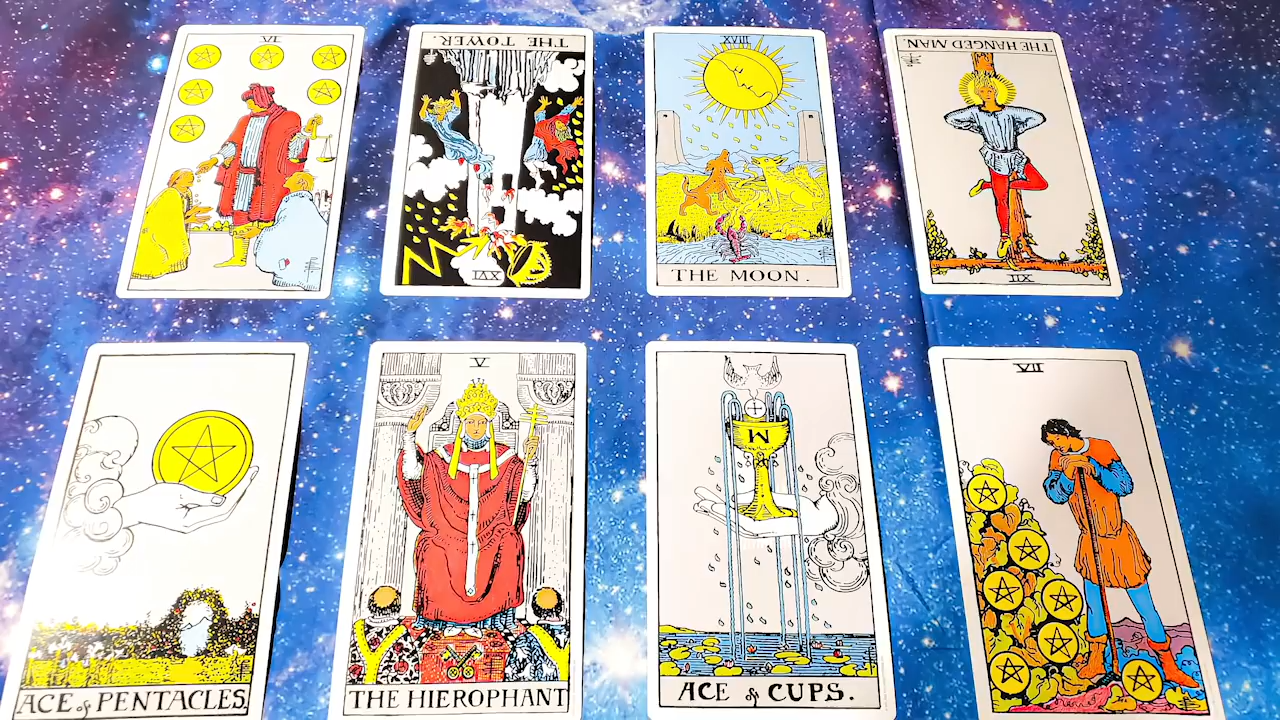 VI
THE TOWER.
XVI
XVIII
THE MOON.
THE HANGED MAN.
XII
ACE of PENTACLES.
V
THE HIEROPHANT
W
ACE of CUPS.
VII